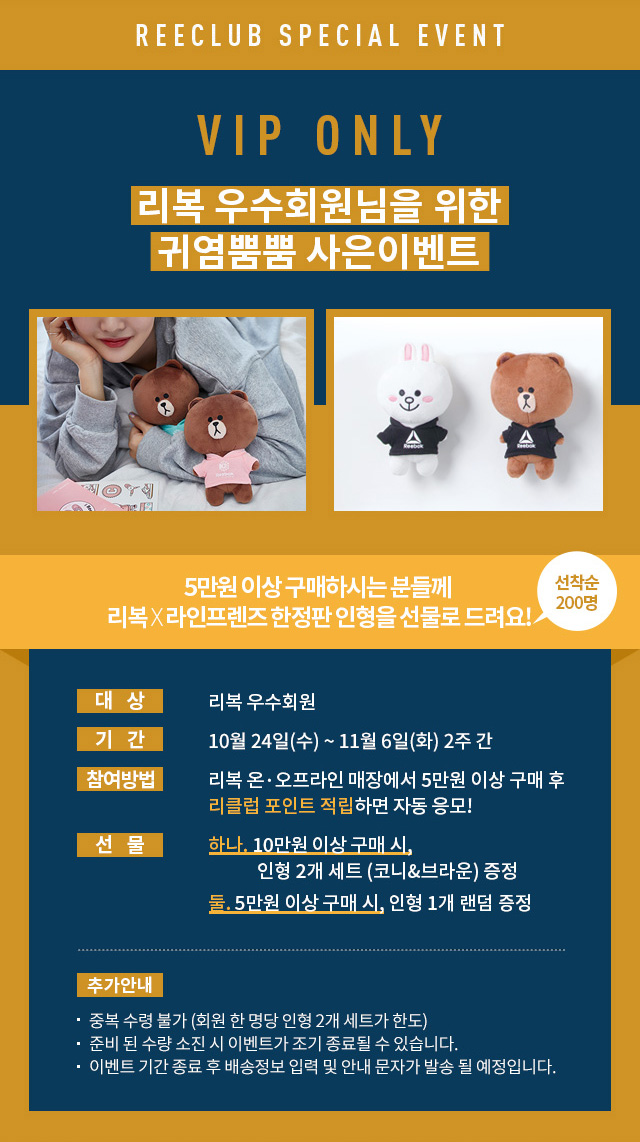 REECLUB SPECIAL EVENT
VIP ONLY
리복 우수회원님을 위한
귀염뿜뿜 사은이벤트
Reebok
Reebok
5만원 이상 구매하시는 분들께
리복 X 라인프렌즈 한정판 인형을 선물로 드려요!
선착순
200명
대 상
리복 우수회원
기 간
10월 24일(수) ~ 11월 6일(화) 2주 간
참여방법
리복 온·오프라인 매장에서 5만원 이상 구매 후
리클럽 포인트 적립하면 자동 응모!
선 물
하나. 10만원 이상 구매 시,
인형 2개 세트 (코니&브라운) 증정
둘. 5만원 이상 구매 시, 인형 1개 랜덤 증정
추가안내
· 중복 수령 불가 (회원 한 명당 인형 2개 세트가 한도)
· 준비 된 수량 소진 시 이벤트가 조기 종료될 수 있습니다.
· 이벤트 기간 종료 후 배송정보 입력 및 안내 문자가 발송 될 예정입니다.